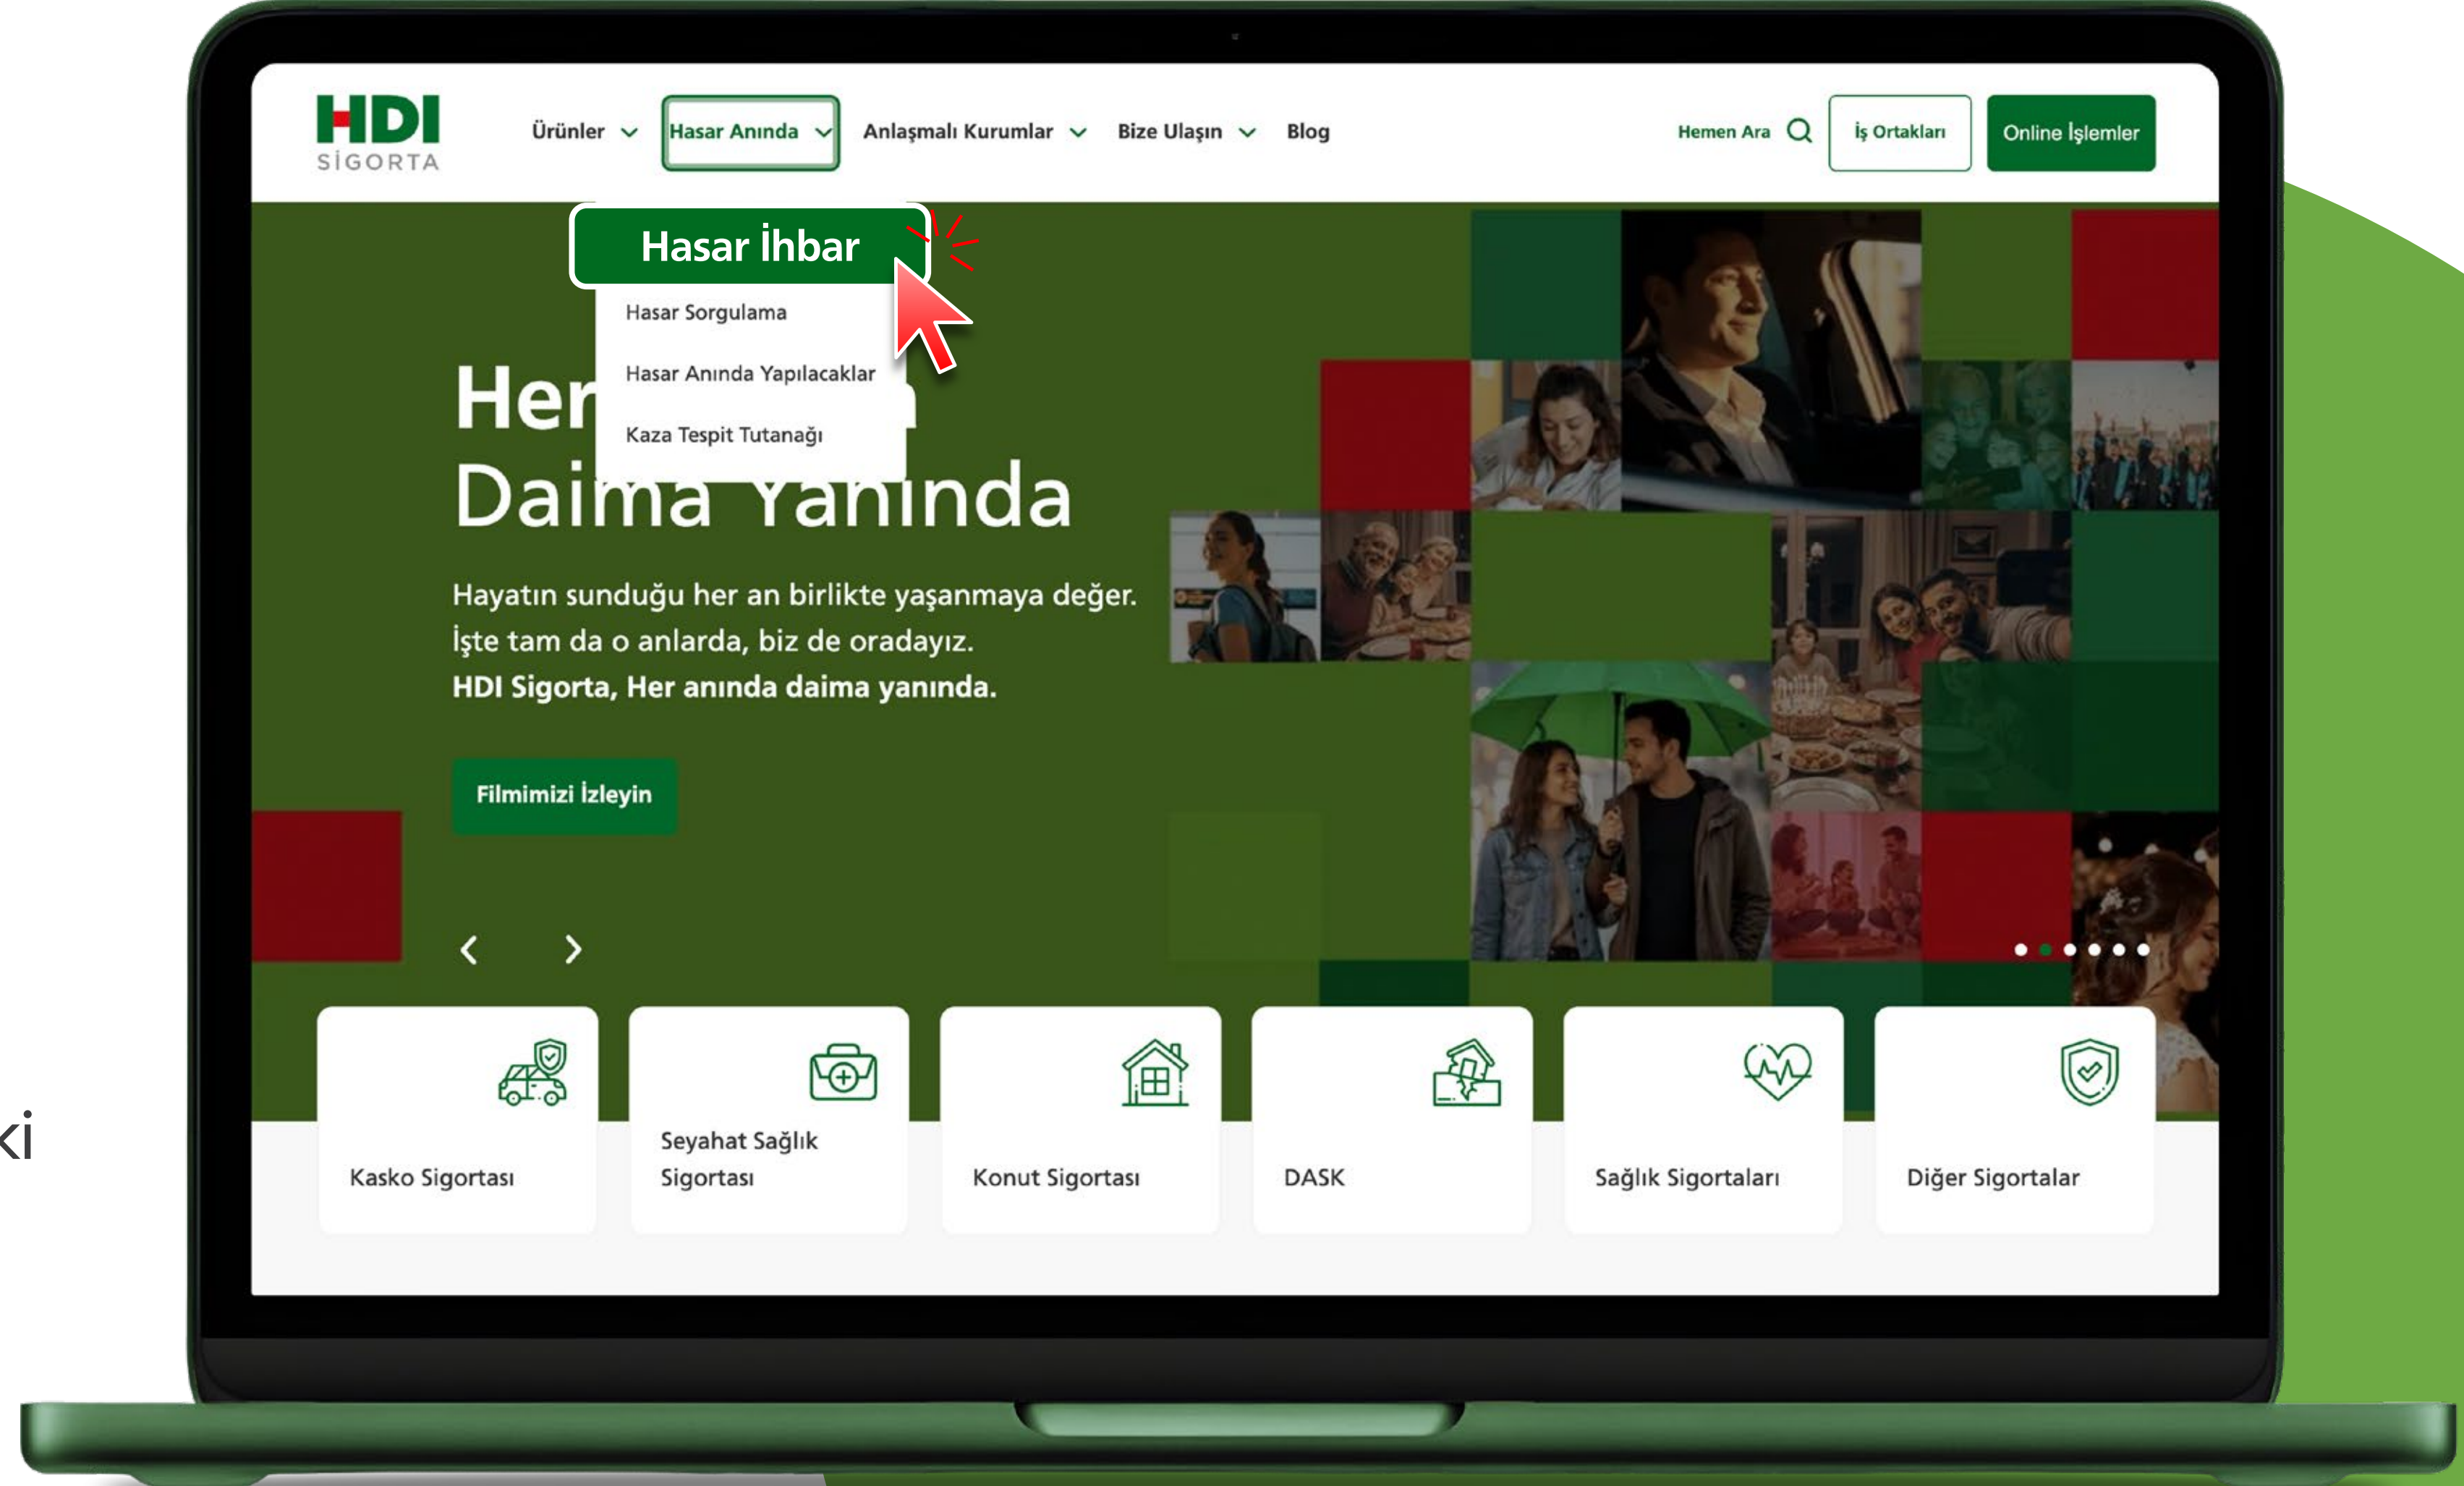 HDI
SİGORTA
Ürünler
Hasar Anında
Anlaşmalı Kurumlar
Bize Ulaşın
Blog
Hemen Ara
İş Ortakları
Online İşlemler
Hasar İhbar
Hasar Sorgulama
Hasar Anında Yapılacaklar
Kaza Tespit Tutanağı
Her
Daima Yanında
Hayatın sunduğu her an birlikte yaşanmaya değer.
İşte tam da o anlarda, biz de oradayız.
HDI Sigorta, Her anında daima yanında.
Filmimizi İzleyin
Kasko Sigortası
Seyahat Sağlık
Sigortası
Konut Sigortası
DASK
Sağlık Sigortaları
Diğer Sigortalar